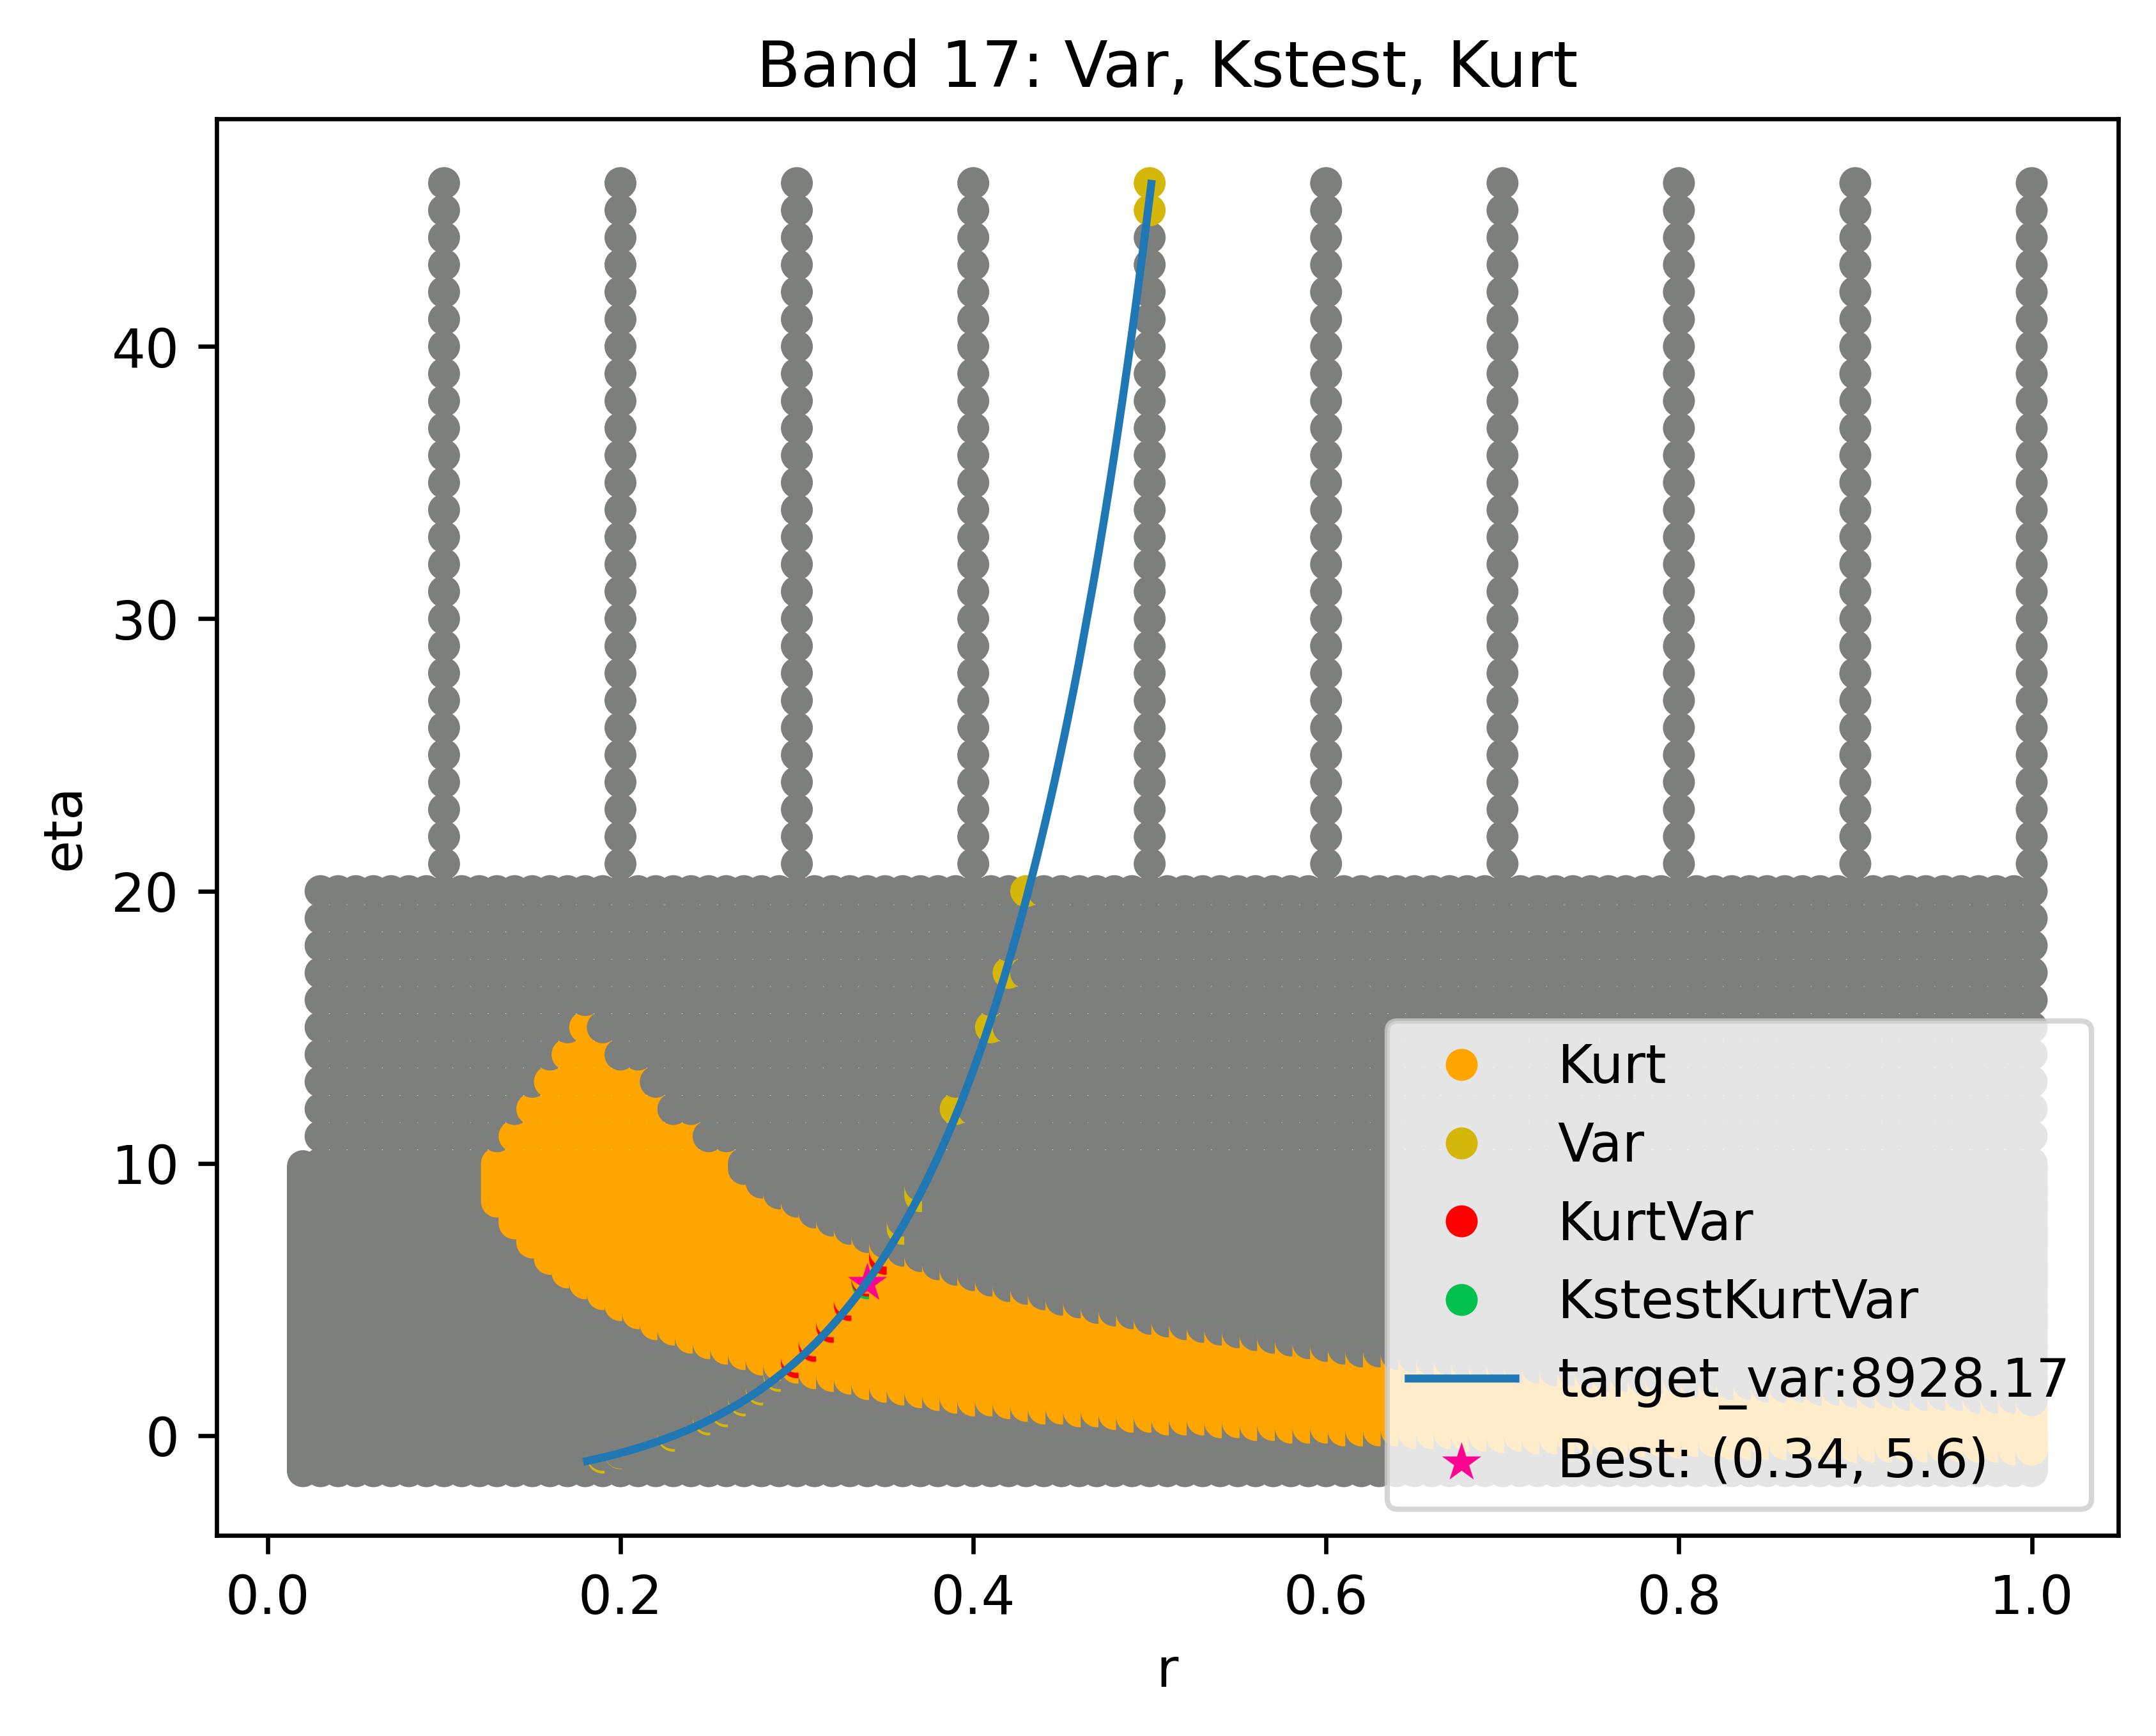 Band 17: Var, Kstest, Kurt
eta
40
30
20
10
0
Kurt
Var
KurtVar
KstestKurtVar
target_var:8928.17
Best: (0.34, 5.6)
0.0 0.2 0.4 0.6 0.8 1.0
r